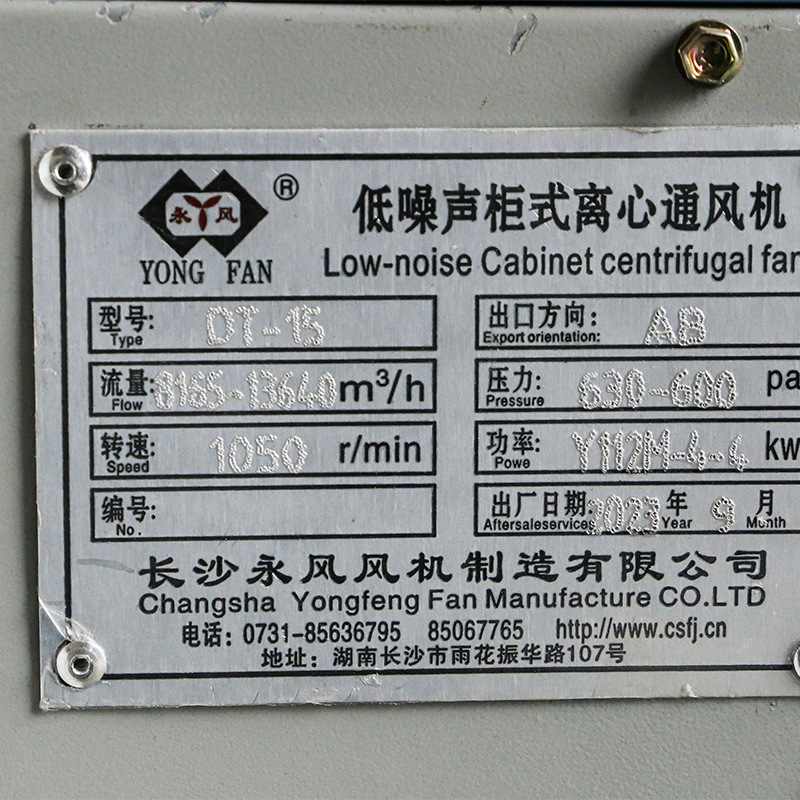 永 风 ®
YONG FAN
低噪声柜式离心通风机
Low-noise Cabinet centrifugal fan
型号: DT-15
Type
出口方向: AB
Export orientation:
流量: 8165-13640 m³/h
Flow
压力: 630-600 pa
Pressure
转速: 1050 r/min
Speed
功率: Y112M-4-4 kw
Powe
编号:
No.
出厂日期: 2023 年 9 月
Aftersaleservices Year Month
长沙永风风机制造有限公司
Changsha Yongfeng Fan Manufacture CO.LTD
电话: 0731-85636795 85067765 http://www.csfj.cn
地址: 湖南长沙市雨花振华路107号